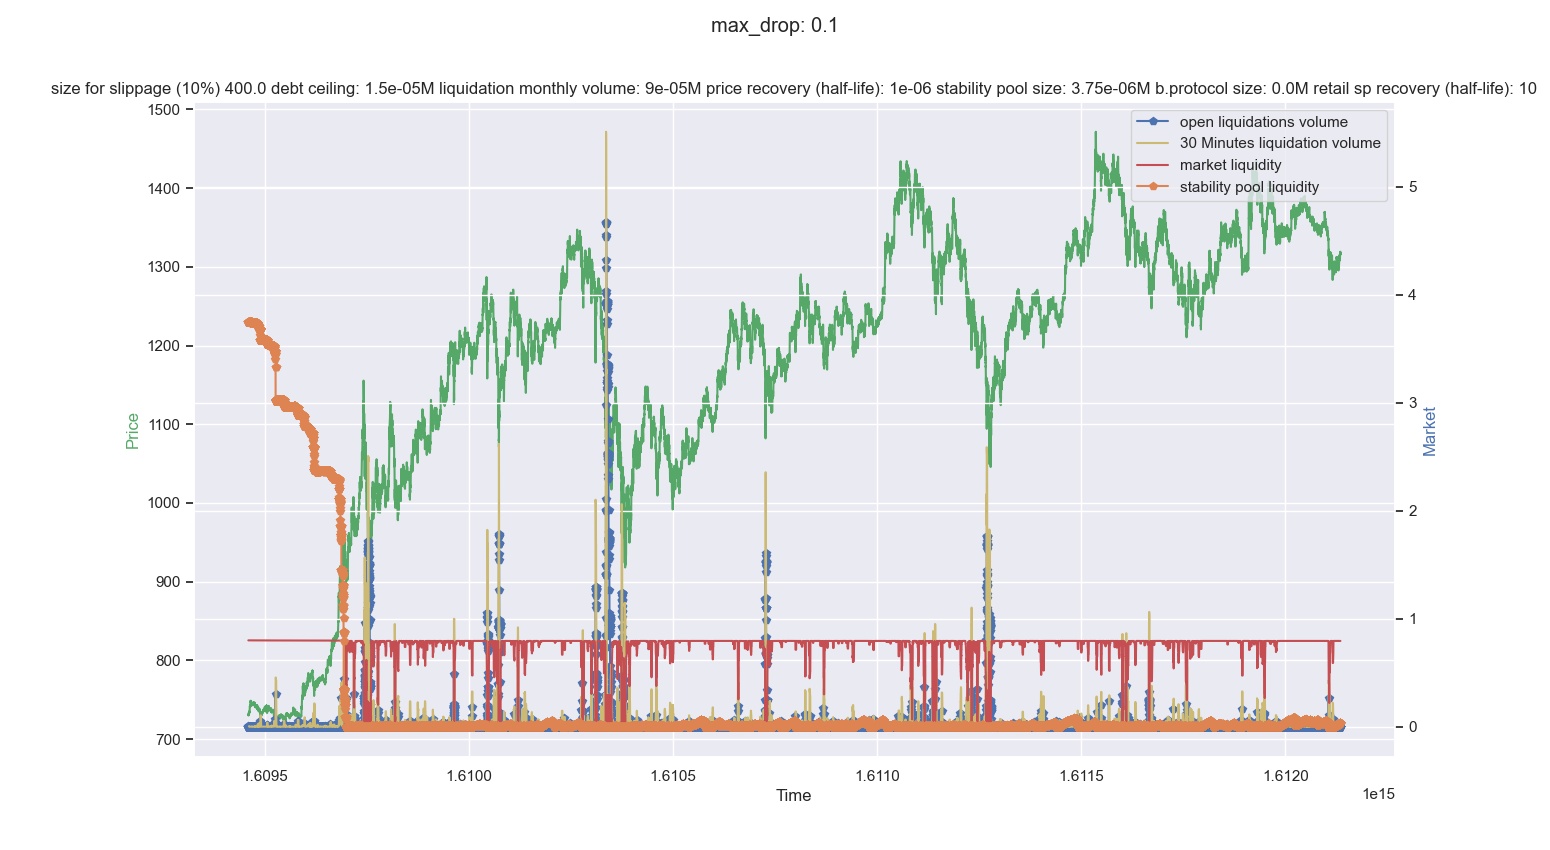 max_drop: 0.1
size for slippage (10%) 400.0 debt ceiling: 1.5e-05M liquidation monthly volume: 9e-05M price recovery (half-life): 1e-06 stability pool size: 3.75e-06M b.protocol size: 0.0M retail sp recovery (half-life): 10
open liquidations volume
30 Minutes liquidation volume
market liquidity
stability pool liquidity
1500
1400
1300
1200
1100
1000
900
800
700
Price
5
4
3
2
1
0
Market
1.6095 1.6100 1.6105 1.6110 1.6115 1.6120
Time
1e15